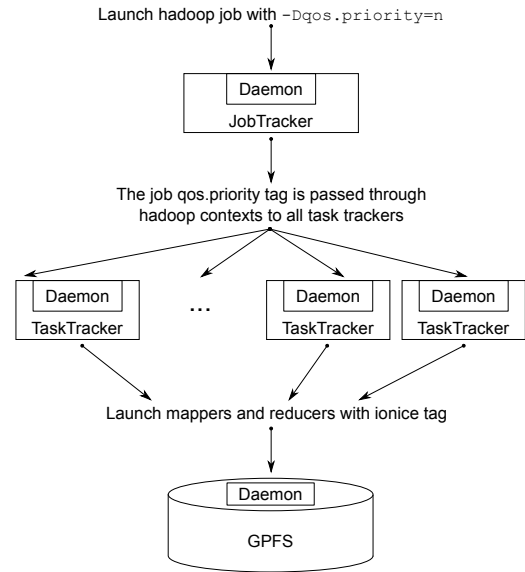 Launch hadoop job with -Dqos.priority=n
Daemon
JobTracker
The job qos.priority tag is passed through
hadoop contexts to all task trackers
Daemon
TaskTracker
...
Daemon
TaskTracker
Daemon
TaskTracker
Launch mappers and reducers with ionice tag
Daemon
GPFS